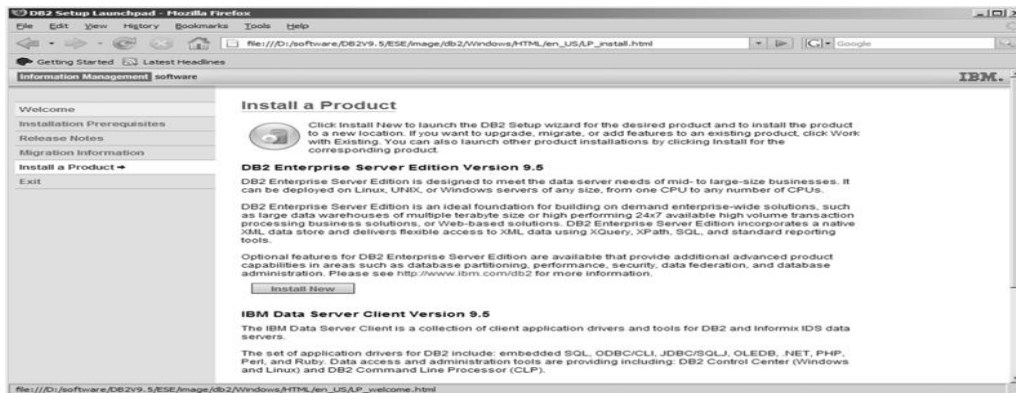 DB2 Setup Launchpad - Mozilla Firefox
File Edit View History Bookmarks Tools Help
file:///D:/software/DB2V9.5/ESE/image/db2/Windows/HTML/en_US/LP_install.html
Google
Getting Started Latest Headlines
Information Management software
IBM.
Welcome
Installation Prerequisites
Release Notes
Migration Information
Install a Product
Exit
Install a Product
Click Install New to launch the DB2 Setup wizard for the desired product and to install the product
to a new location. If you want to upgrade, migrate, or add features to an existing product, click Work
with Existing. You can also launch other product installations by clicking Install for the
corresponding product.
DB2 Enterprise Server Edition Version 9.5
DB2 Enterprise Server Edition is designed to meet the data server needs of mid- to large-size businesses. It
can be deployed on Linux, UNIX, or Windows servers of any size, from one CPU to any number of CPUs.
DB2 Enterprise Server Edition is an ideal foundation for building on demand enterprise-wide solutions, such
as large data warehouses of multiple terabyte size or high performing 24x7 available high volume transaction
processing business solutions, or Web-based solutions. DB2 Enterprise Server Edition incorporates a native
XML data store and delivers flexible access to XML data using XQuery, XPath, SQL, and standard reporting
tools.
Optional features for DB2 Enterprise Server Edition are available that provide additional advanced product
capabilities in areas such as database partitioning, performance, security, data federation, and database
administration. Please see http://www.ibm.com/db2 for more information.
Install New
IBM Data Server Client Version 9.5
The IBM Data Server Client is a collection of client application drivers and tools for DB2 and Informix IDS data
servers.
The set of application drivers for DB2 include: embedded SQL, ODBC/CLI, JDBC/SQLJ, OLEDB, .NET, PHP,
Perl, and Ruby. Data access and administration tools are providing including: DB2 Control Center (Windows
and Linux) and DB2 Command Line Processor (CLP).
file:///D:/software/DB2V9.5/ESE/image/db2/Windows/HTML/en_US/LP_welcome.html